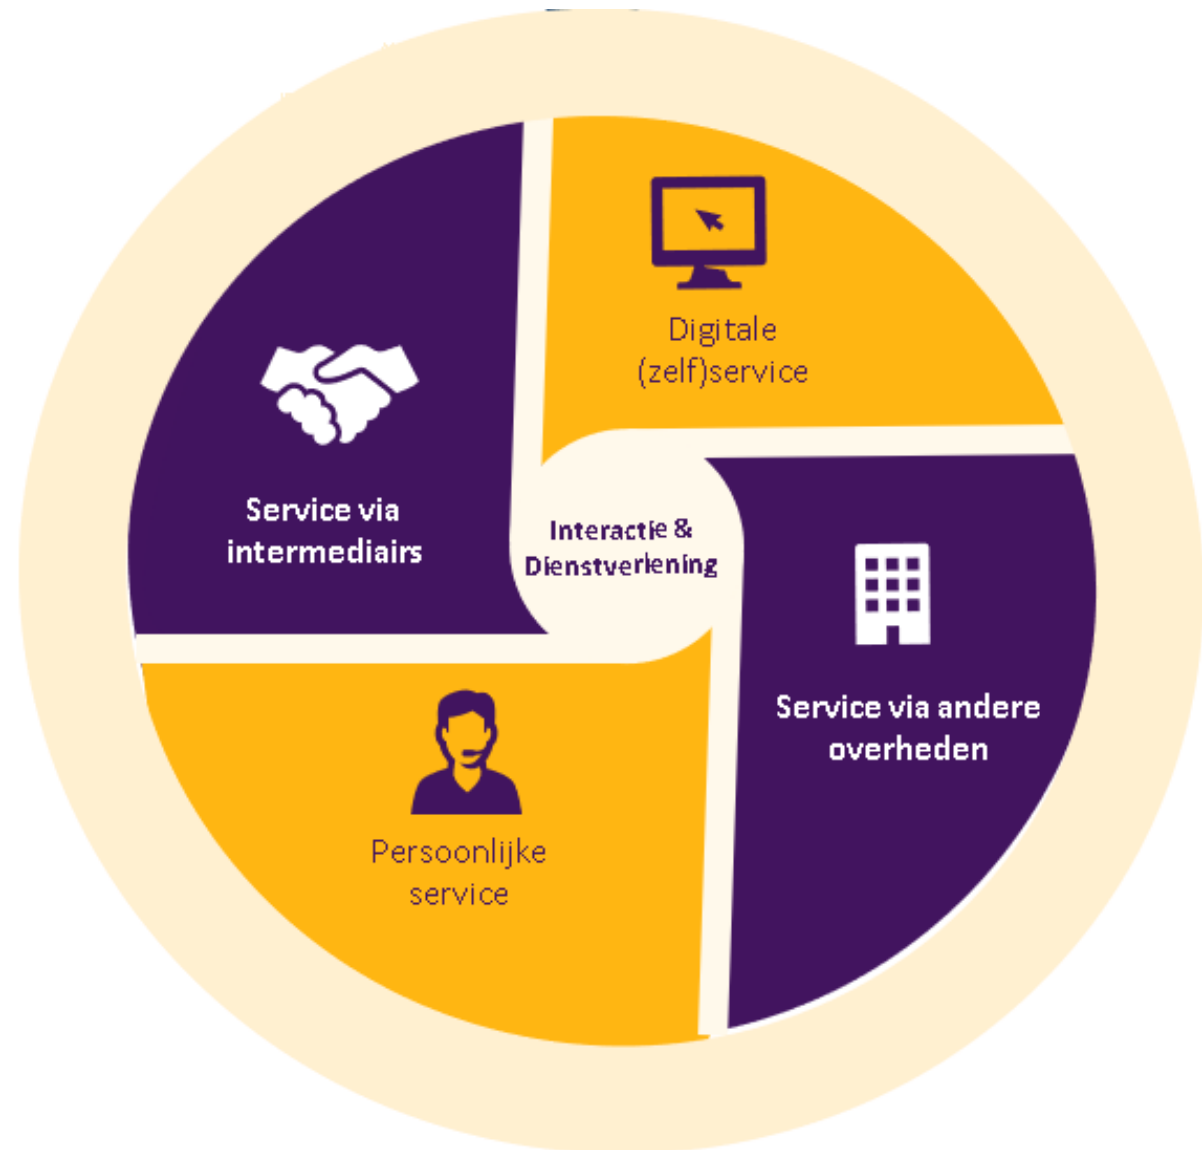 Digitale
(zelf)service
Service via
intermediairs
Interactie &
Dienstverlening
Service via andere
overheden
Persoonlijke
service